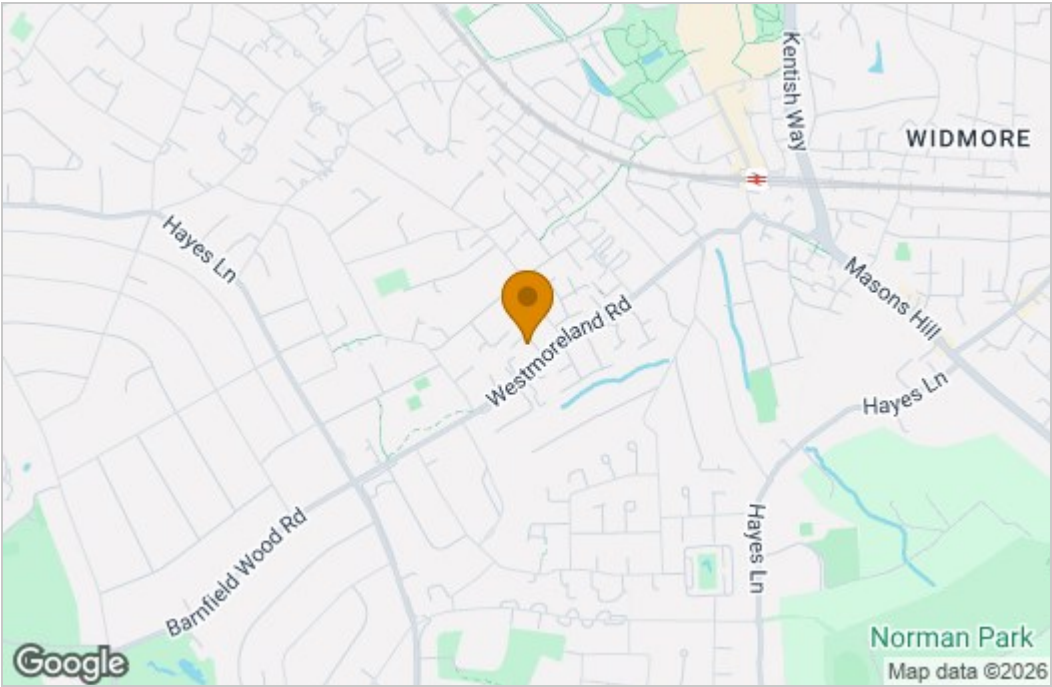 Kentish Way
WIDMORE
Hayes Ln
Masons Hill
Westmoreland Rd
Hayes Ln
Barnfield Wood Rd
Hayes Ln
Norman Park
Google
Map data ©2026